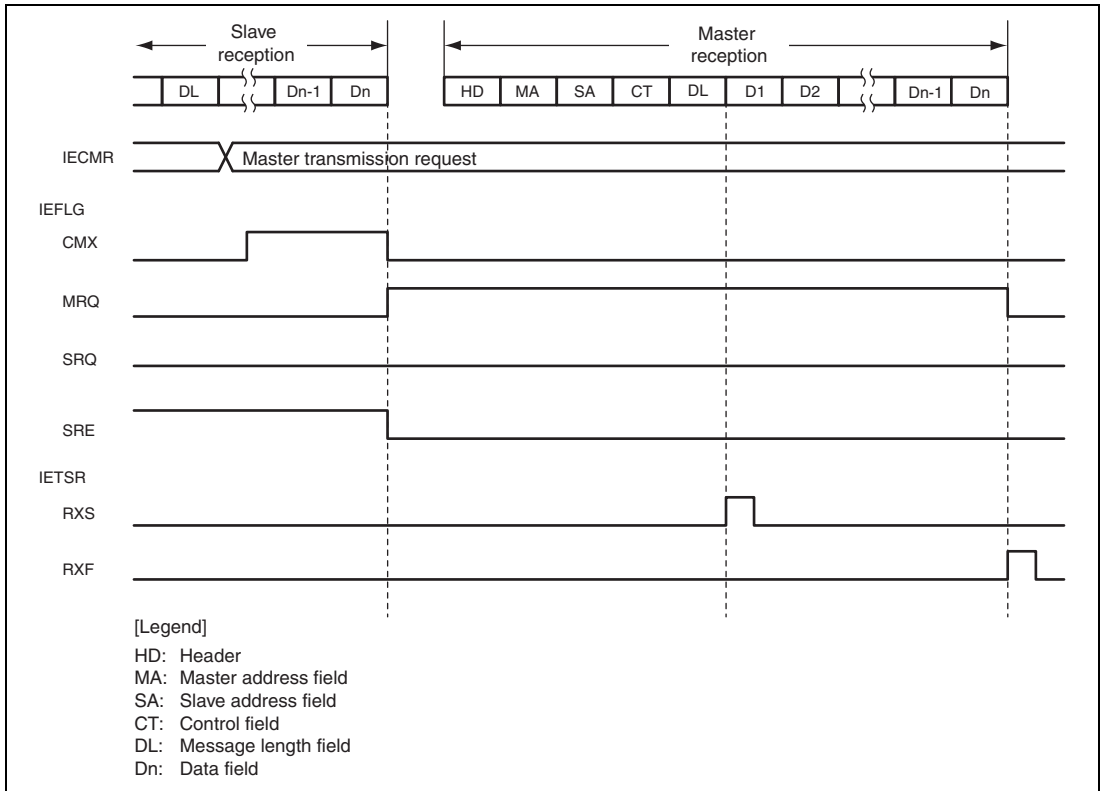 Slave
reception
Master
reception
DL Dn-1 Dn HD MA SA CT DL D1 D2 Dn-1 Dn
IECMR Master transmission request
IEFLG
CMX
MRQ
SRQ
SRE
IETSR
RXS
RXF
[Legend]
HD: Header
MA: Master address field
SA: Slave address field
CT: Control field
DL: Message length field
Dn: Data field